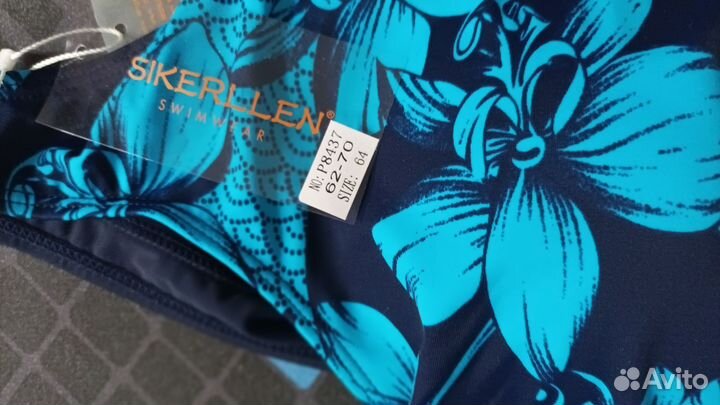 SIKERLLEN®
SWIMWEAR
NO: P8437
62-70
SIZE: 64
Avito